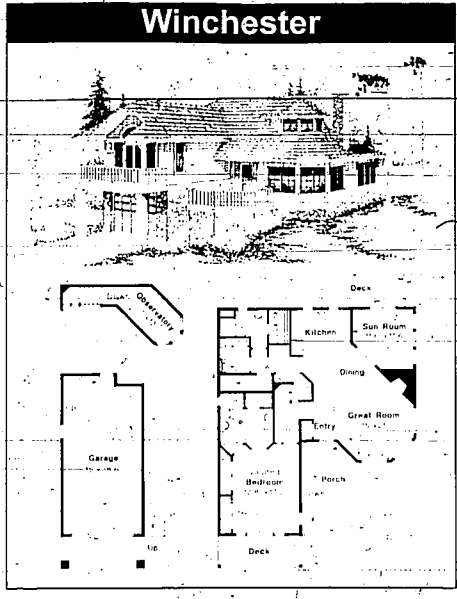 Winchester
Deck
Observatory
Kitchen
Sun Room
Dining
Great Room
Entry
Garage
Bedroom
Porch
Up
Deck